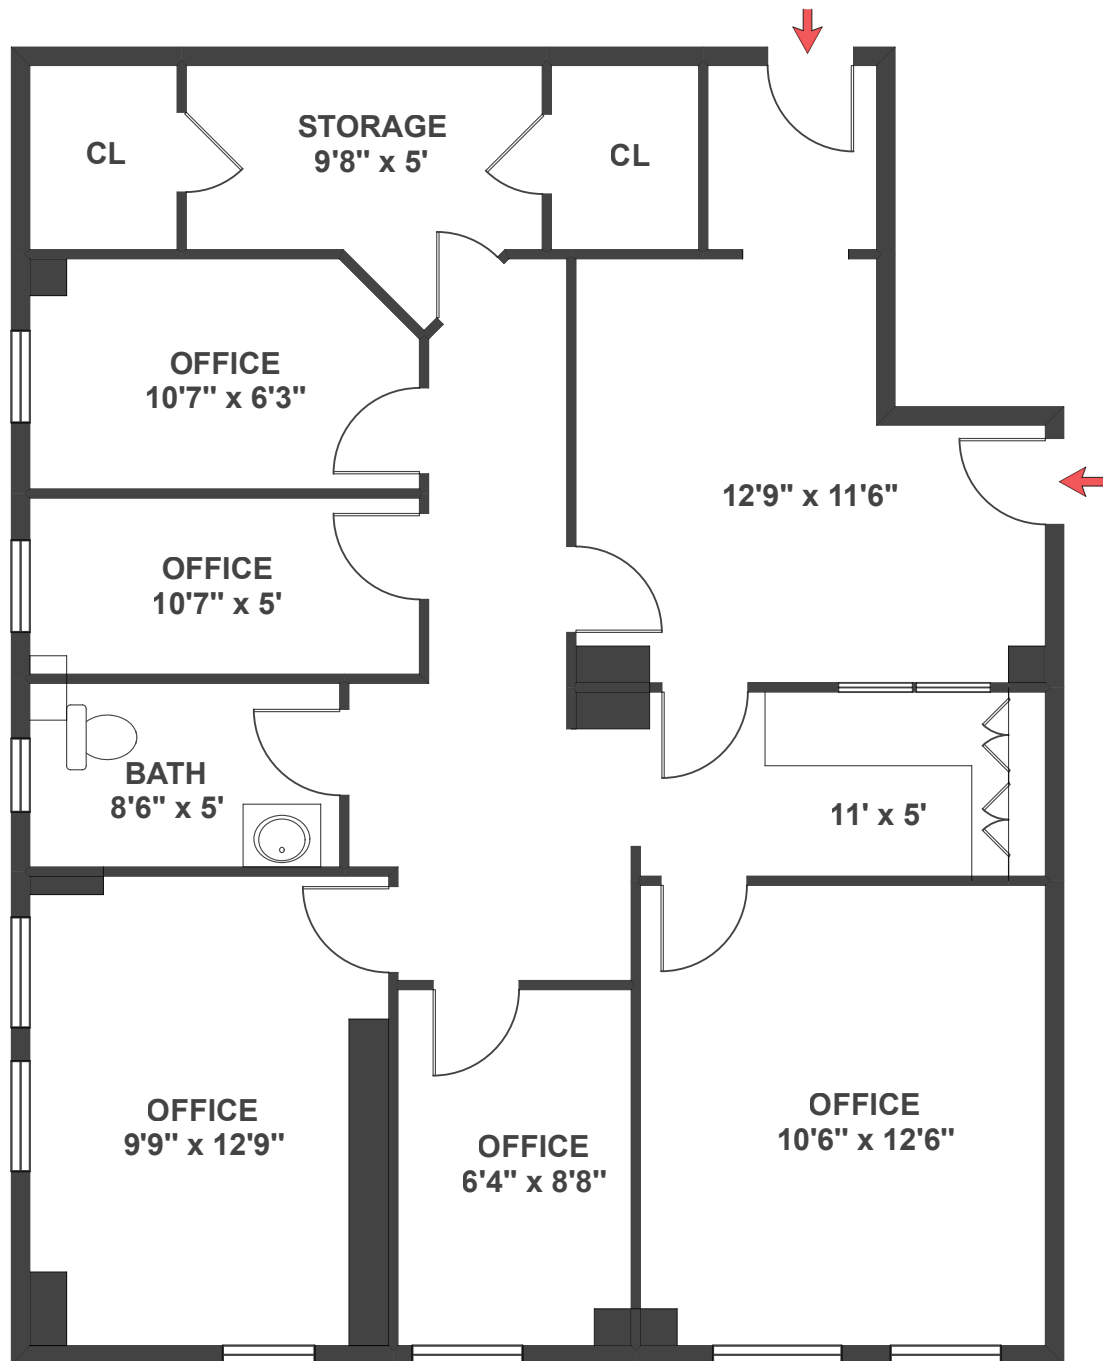 CL
STORAGE
9'8" x 5'
CL
OFFICE
10'7" x 6'3"
12'9" x 11'6"
OFFICE
10'7" x 5'
BATH
8'6" x 5'
11' x 5'
OFFICE
9'9" x 12'9"
OFFICE
6'4" x 8'8"
OFFICE
10'6" x 12'6"